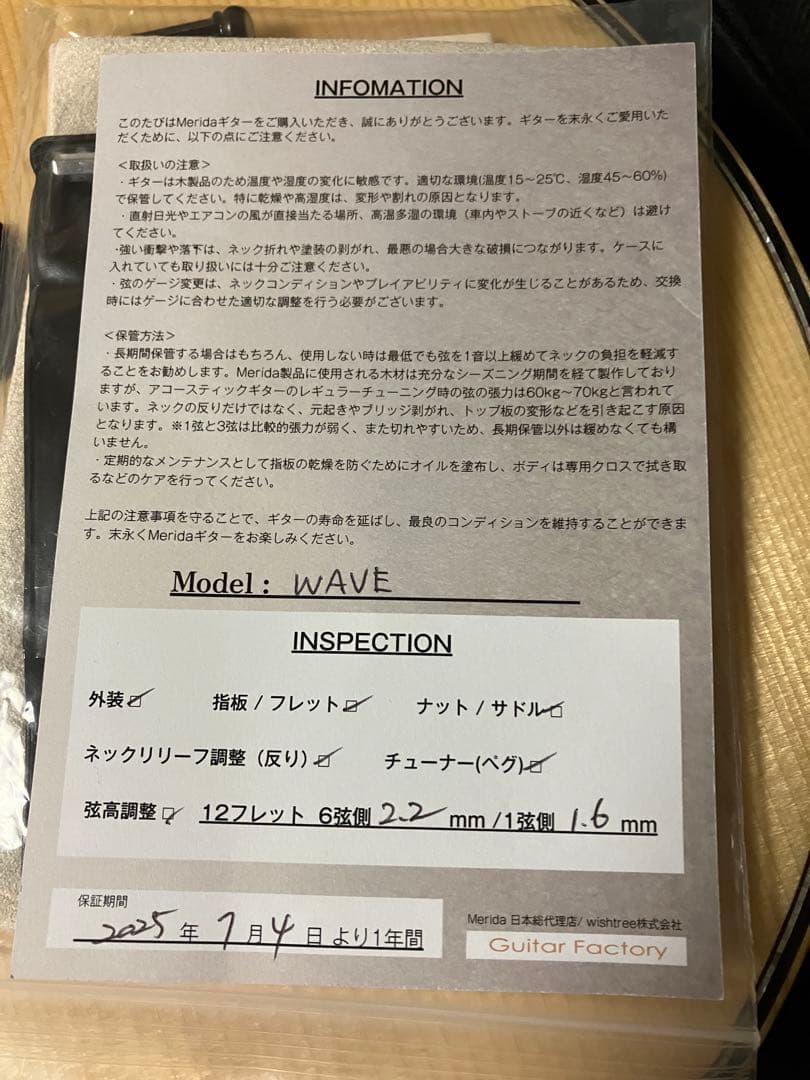 INFOMATION
このたびはMeridaギターをご購入いただき、誠にありがとうございます。ギターを末永くご愛用いた
だくために、以下の点にご注意ください。
＜取扱いの注意＞
・ギターは木製品のため温度や湿度の変化に敏感です。適切な環境(温度15～25℃、湿度45～60%)
で保管してください。特に乾燥や高湿度は、変形や割れの原因となります。
・直射日光やエアコンの風が直接当たる場所、高温多湿の環境（車内やストーブの近くなど）は避け
てください。
・強い衝撃や落下は、ネック折れや塗装の剥がれ、最悪の場合大きな破損につながります。ケースに
入れていても取り扱いには十分ご注意ください。
・弦のゲージ変更は、ネックコンディションやプレイアビリティに変化が生じることがあるため、交換
時にはゲージに合わせた適切な調整を行う必要がございます。
＜保管方法＞
・長期間保管する場合はもちろん、使用しない時は最低でも弦を1音以上緩めてネックの負担を軽減す
ることをお勧めします。Merida製品に使用される木材は充分なシーズニング期間を経て製作しており
ますが、アコースティックギターのレギュラーチューニング時の弦の張力は60kg～70kgと言われて
います。ネックの反りだけではなく、元起きやブリッジ剥がれ、トップ板の変形などを引き起こす原因
となります。※1弦と3弦は比較的張力が弱く、また切れやすいため、長期保管以外は緩めなくても構
いません。
・定期的なメンテナンスとして指板の乾燥を防ぐためにオイルを塗布し、ボディは専用クロスで拭き取
るなどのケアを行ってください。
上記の注意事項を守ることで、ギターの寿命を延ばし、最良のコンディションを維持することができま
す。末永くMeridaギターをお楽しみください。
Model : WAVE
INSPECTION
外装☑ 指板 / フレット☑ ナット / サドル☑
ネックリリーフ調整（反り）☑ チューナー(ペグ)☑
弦高調整☑ 12フレット 6弦側 2.2 mm /1弦側 1.6 mm
保証期間
2025 年 7 月 4 日 より1年間
Merida 日本総代理店/ wishtree株式会社
Guitar Factory